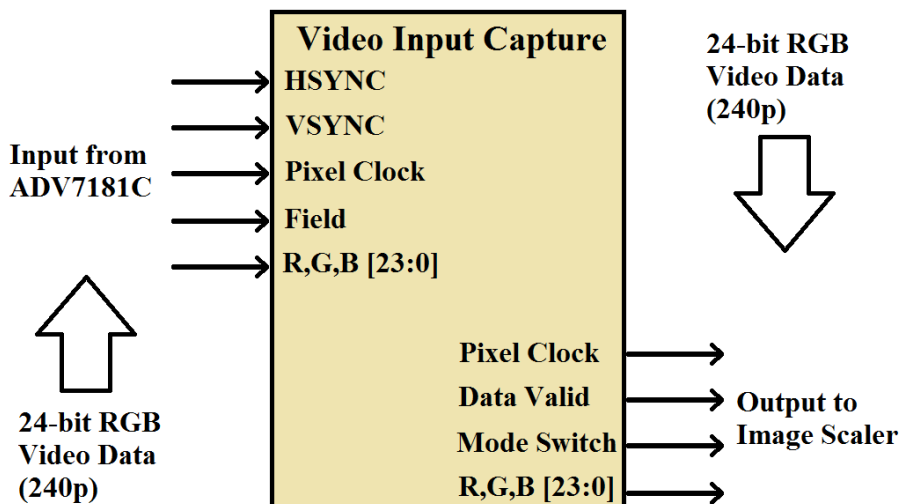 Video Input Capture
HSYNC
VSYNC
Pixel Clock
Field
R,G,B [23:0]
Input from
ADV7181C
24-bit RGB
Video Data
(240p)
24-bit RGB
Video Data
(240p)
Pixel Clock
Data Valid
Mode Switch
R,G,B [23:0]
Output to
Image Scaler